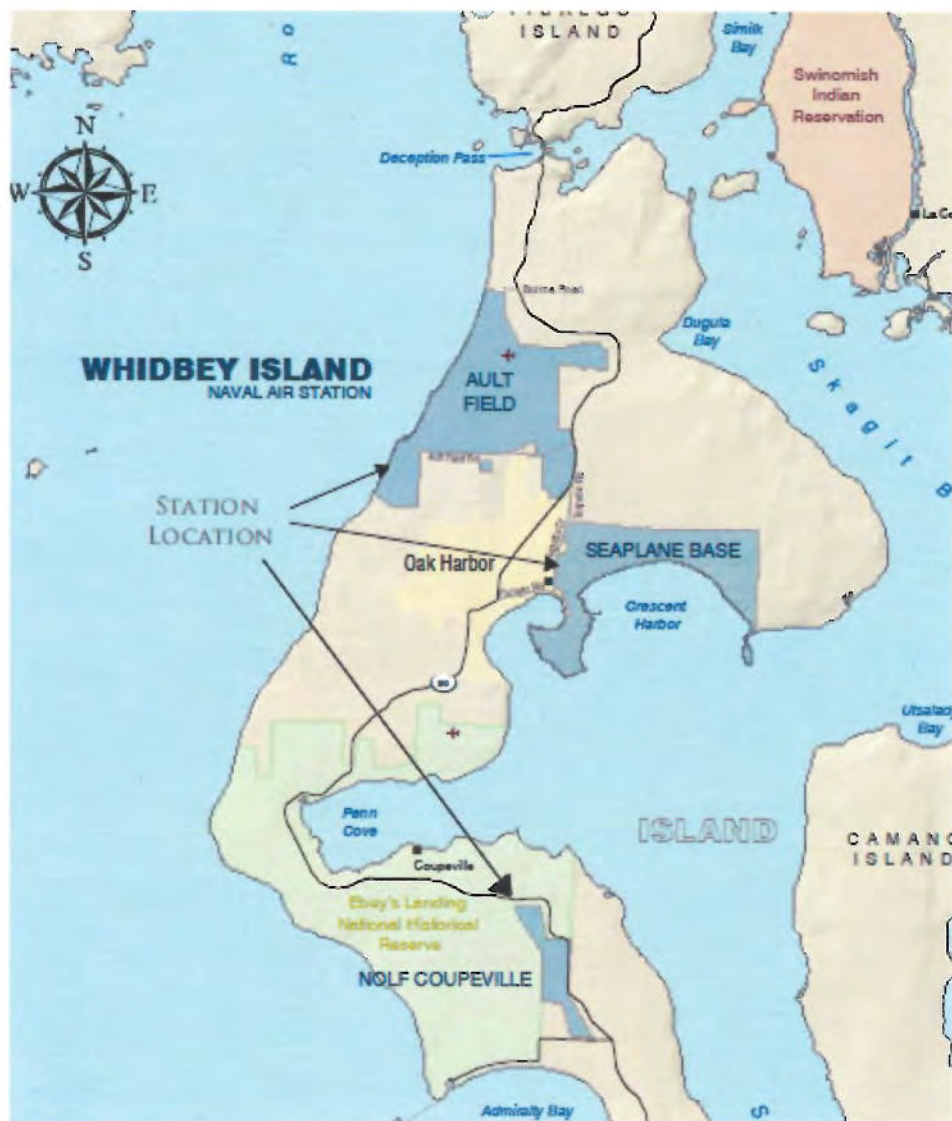 ISLAND
Similk
Bay
Swinomish
Indian
Reservation
N
W
E
S
Deception Pass
Dugula
Bay
WHIDBEY ISLAND
NAVAL AIR STATION
AULT
FIELD
Skagit B
STATION
LOCATION
SEAPLANE BASE
Oak Harbor
Crescent
Harbor
20
Utsalady
Bay
Penn
Cove
ISLAND
CAMANO
ISLAND
Coupeville
Ebey's Landing
National Historical
Reserve
NOLF COUPEVILLE
Admiralty Bay
S